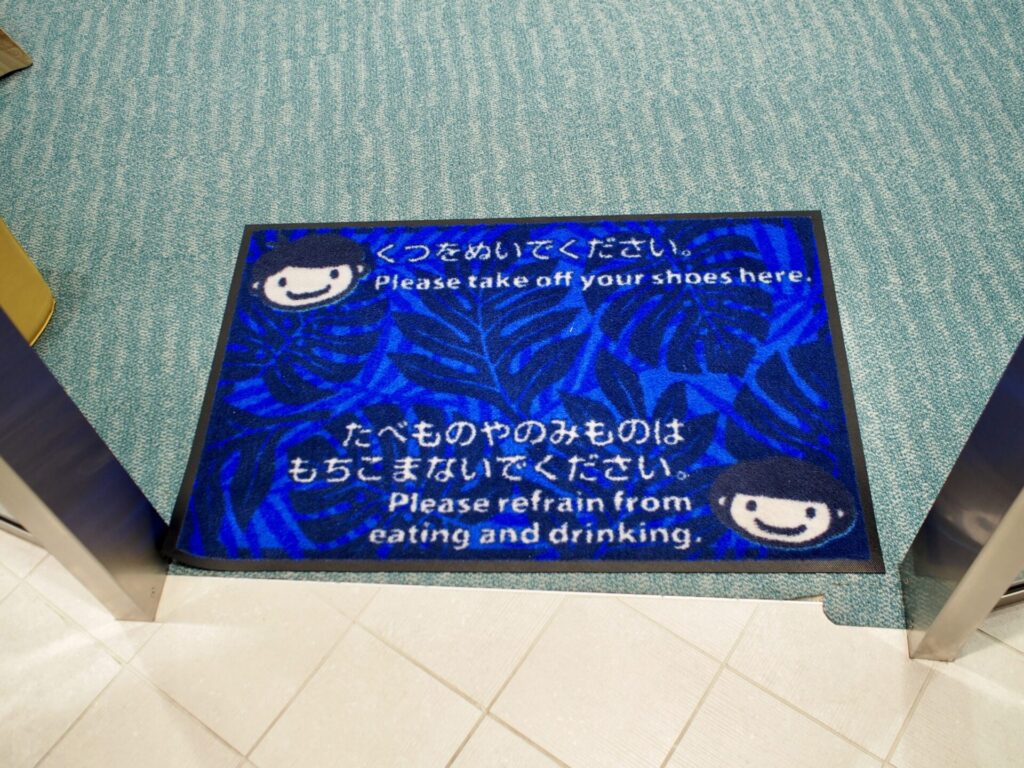 くつをぬいでください。
Please take off your shoes here.
たべものやのみものは
もちこまないでください。
Please refrain from
eating and drinking.